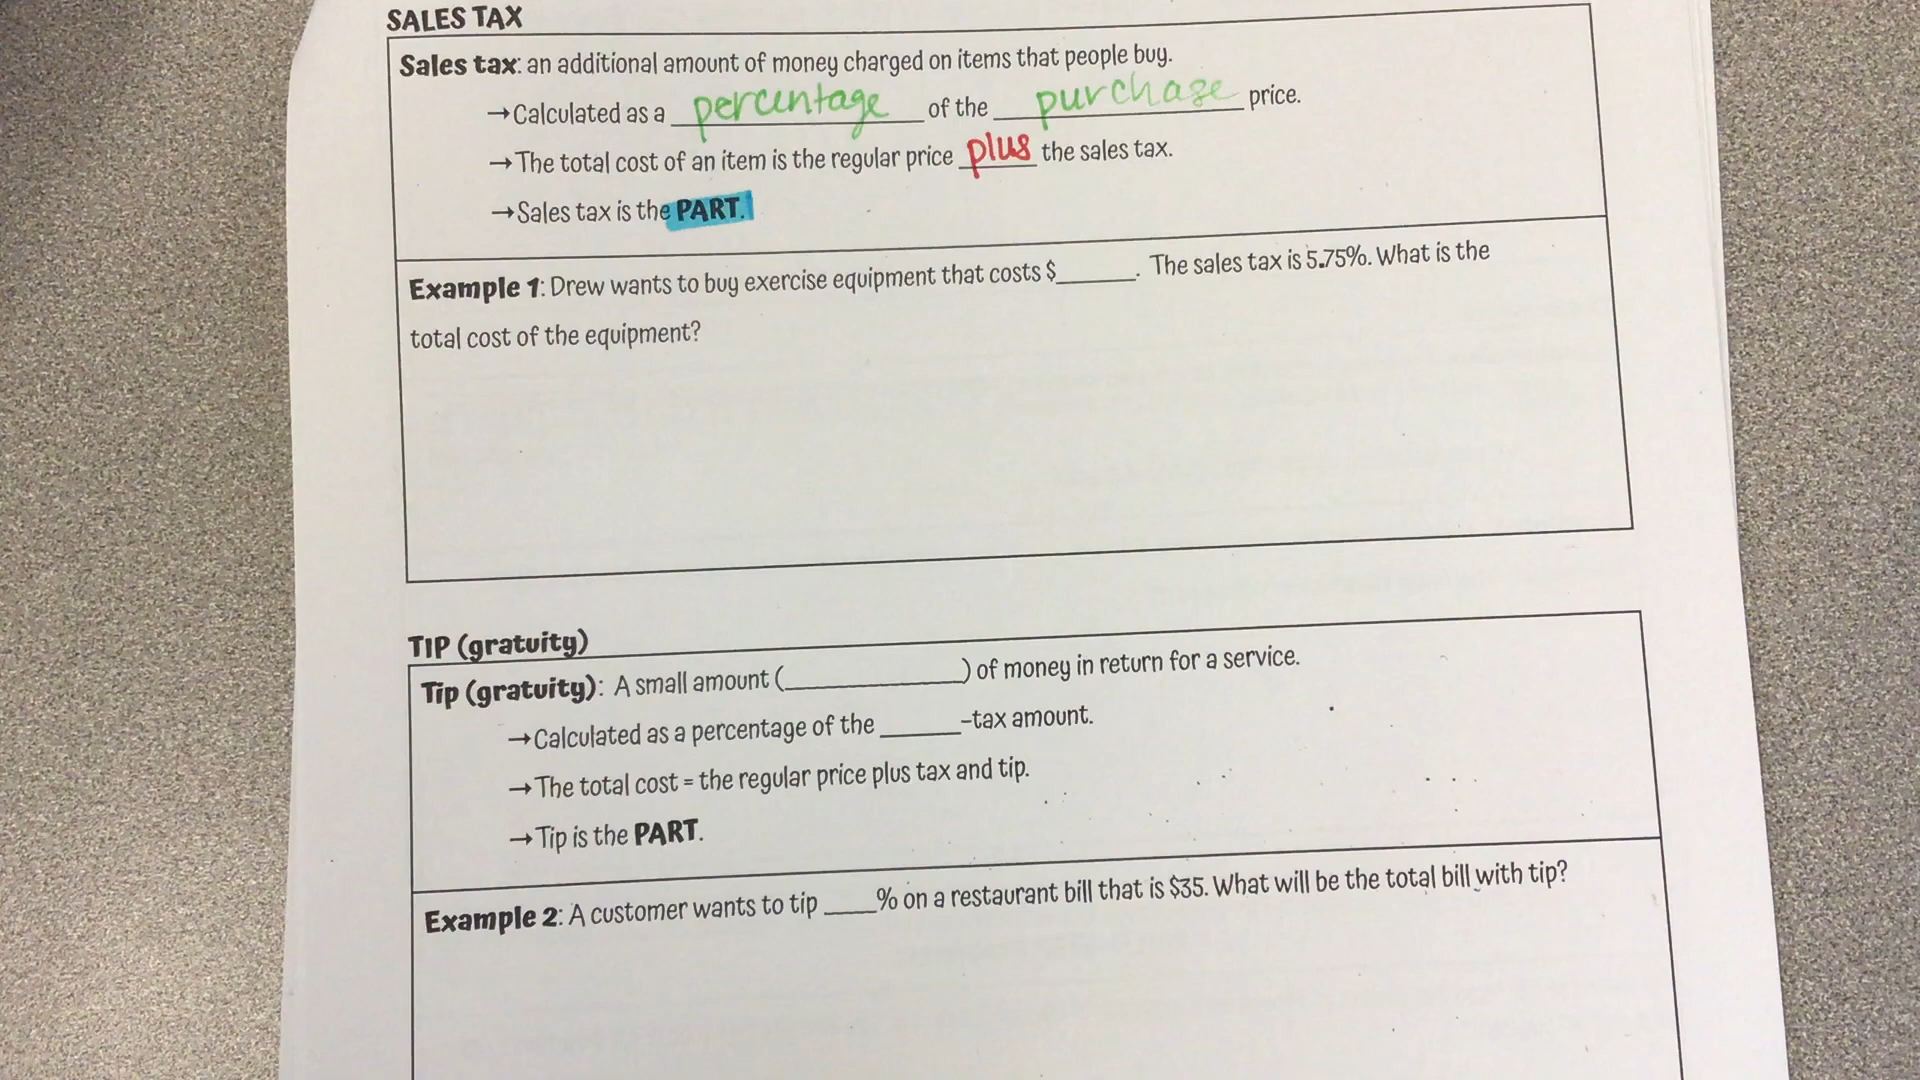 SALES TAX
Sales tax: an additional amount of money charged on items that people buy.
→Calculated as a percentage of the purchase price.
→The total cost of an item is the regular price plus the sales tax.
→Sales tax is the PART.
Example 1: Drew wants to buy exercise equipment that costs $______. The sales tax is 5.75%. What is the
total cost of the equipment?
TIP (gratuity)
Tip (gratuity): A small amount (______________) of money in return for a service.
→Calculated as a percentage of the ______-tax amount.
→The total cost = the regular price plus tax and tip.
→Tip is the PART.
Example 2: A customer wants to tip ____% on a restaurant bill that is $35. What will be the total bill with tip?